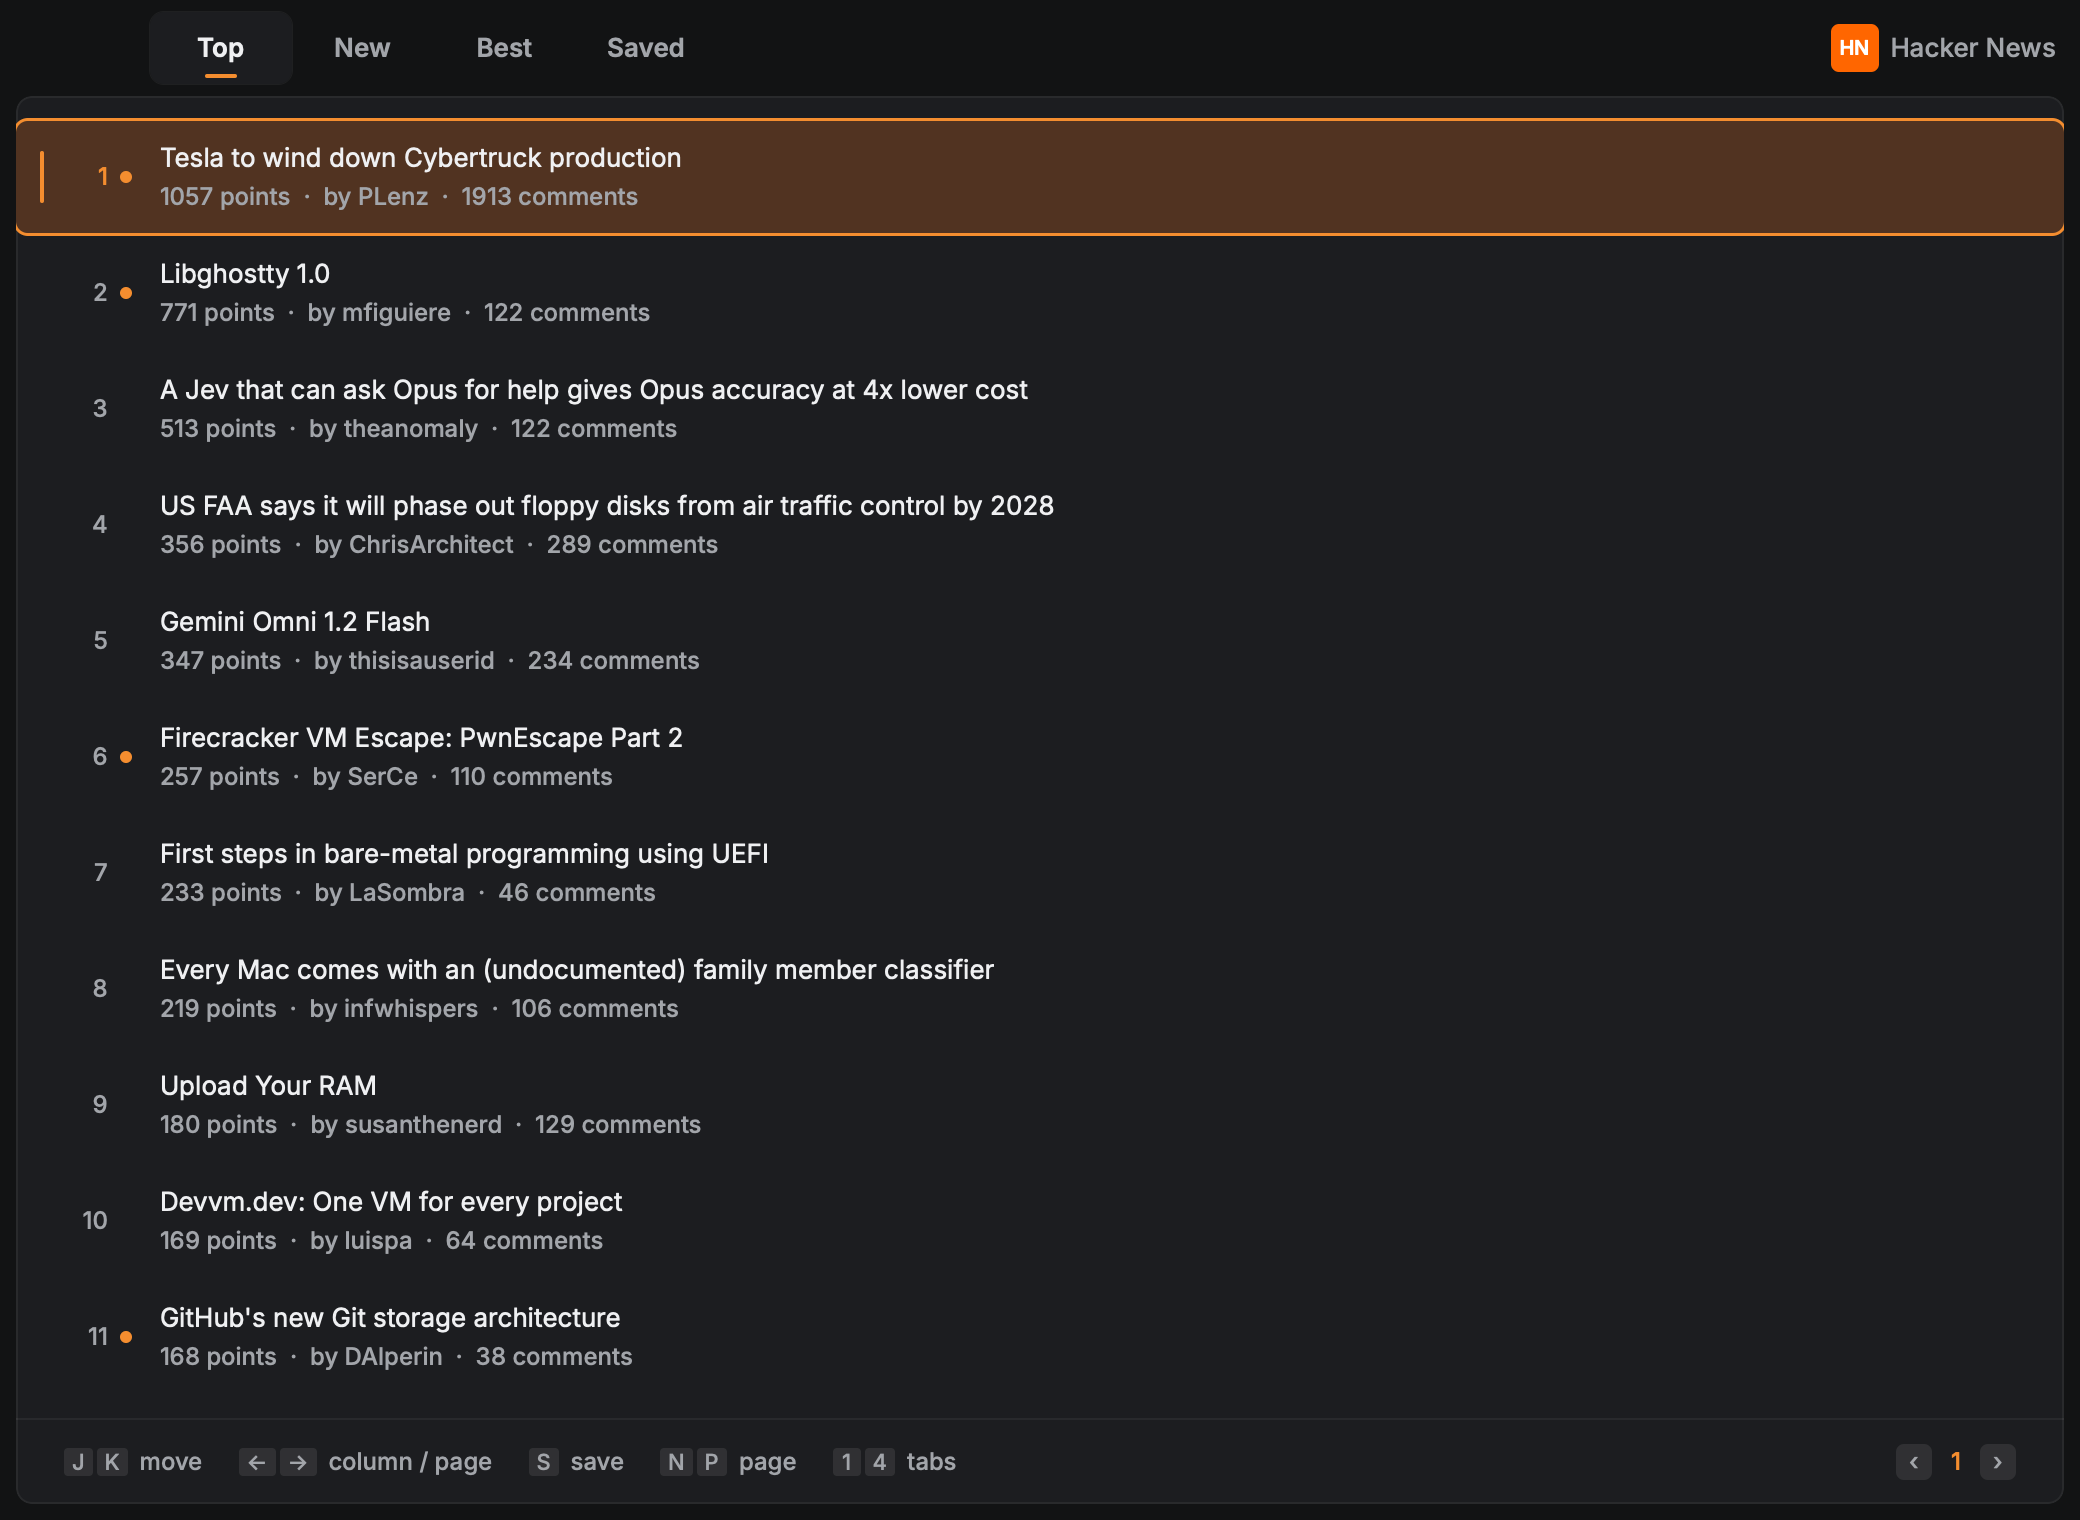 Top New Best Saved
HN Hacker News
1 Tesla to wind down Cybertruck production
1057 points · by PLenz · 1913 comments
2 Libghostty 1.0
771 points · by mfiguiere · 122 comments
3 A Jev that can ask Opus for help gives Opus accuracy at 4x lower cost
513 points · by theanomaly · 122 comments
4 US FAA says it will phase out floppy disks from air traffic control by 2028
356 points · by ChrisArchitect · 289 comments
5 Gemini Omni 1.2 Flash
347 points · by thisisauserid · 234 comments
6 Firecracker VM Escape: PwnEscape Part 2
257 points · by SerCe · 110 comments
7 First steps in bare-metal programming using UEFI
233 points · by LaSombra · 46 comments
8 Every Mac comes with an (undocumented) family member classifier
219 points · by infwhispers · 106 comments
9 Upload Your RAM
180 points · by susanthenerd · 129 comments
10 Devvm.dev: One VM for every project
169 points · by luispa · 64 comments
11 GitHub's new Git storage architecture
168 points · by DAlperin · 38 comments
J K move ← → column / page S save N P page 1 4 tabs ‹ 1 ›